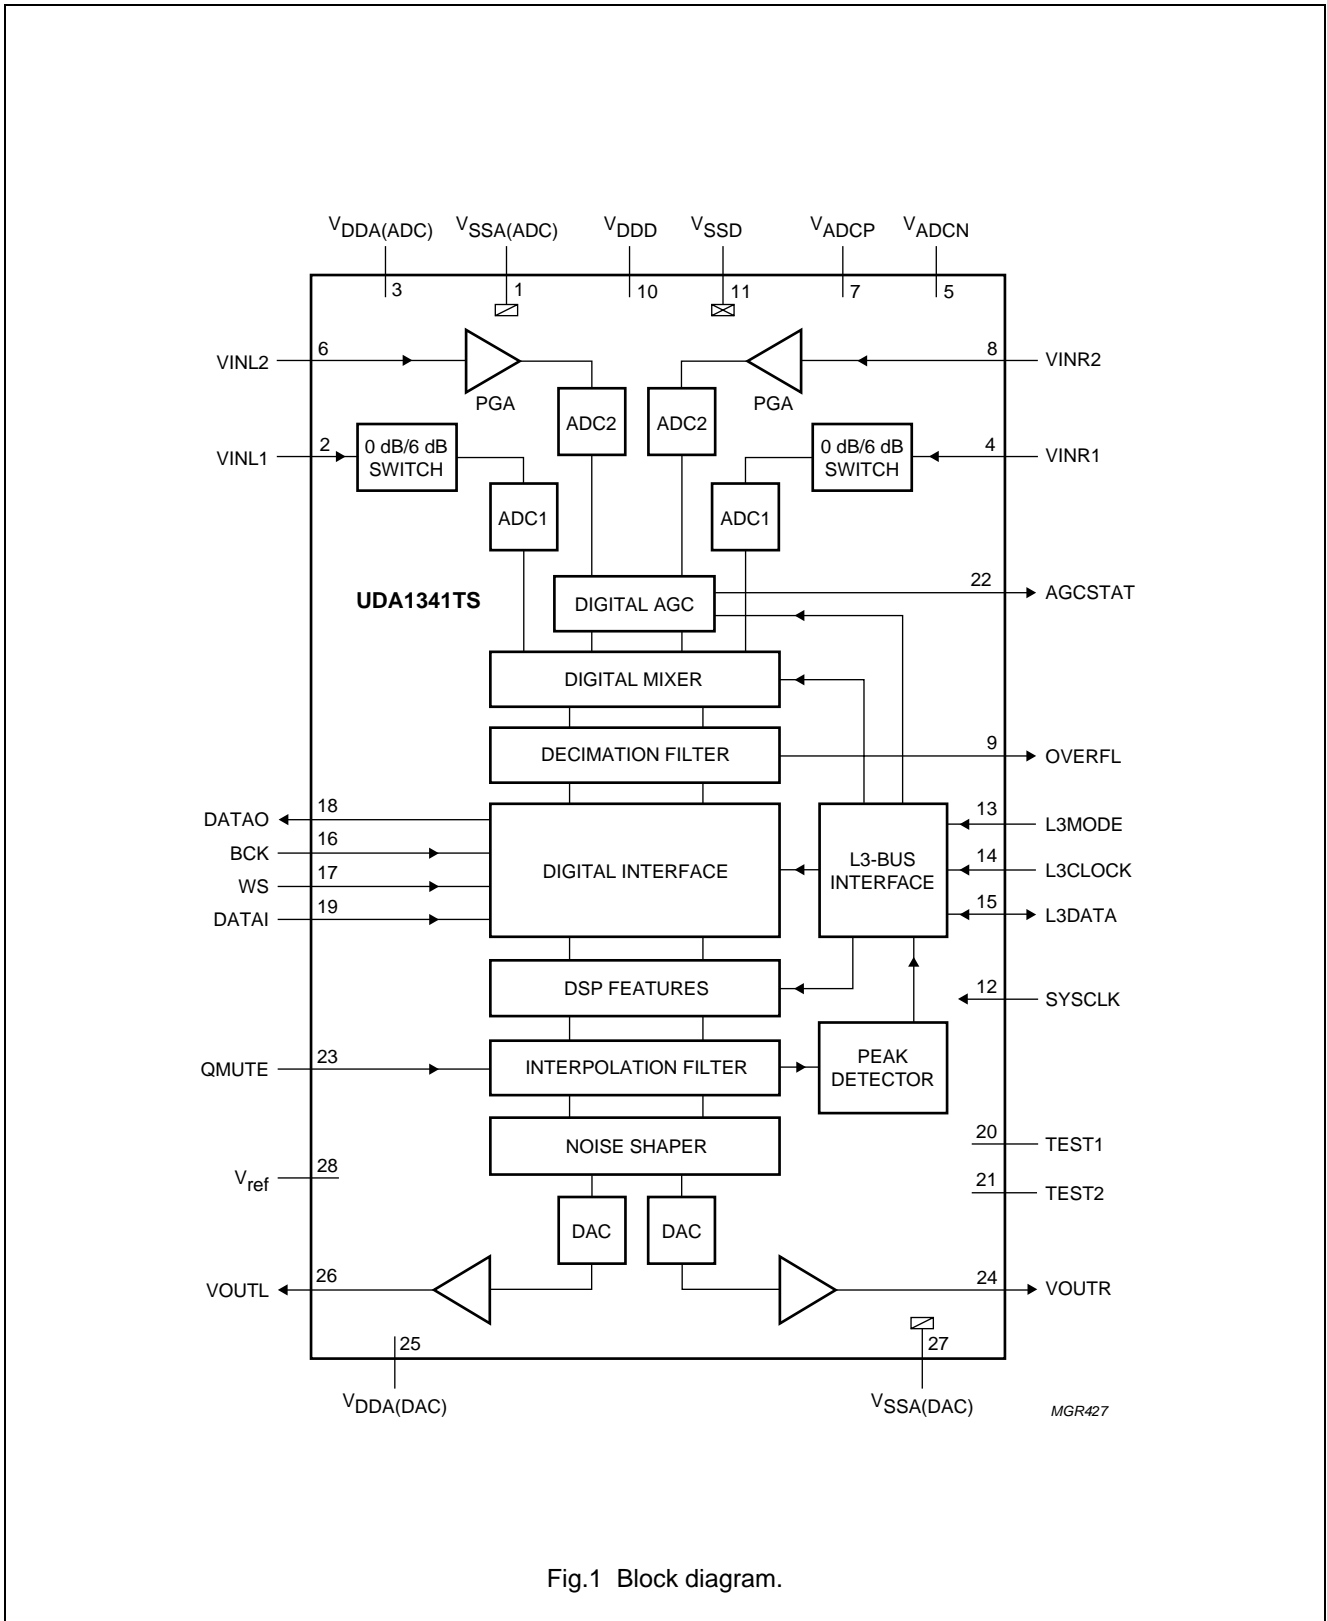 VDDA(ADC) VSSA(ADC) VDDD VSSD VADCP VADCN
3 1 10 11 7 5
VINL2 6 8 VINR2
PGA PGA
ADC2 ADC2
VINL1 2 0 dB/6 dB SWITCH 0 dB/6 dB SWITCH 4 VINR1
ADC1 ADC1
UDA1341TS DIGITAL AGC 22 AGCSTAT
DIGITAL MIXER
DECIMATION FILTER 9 OVERFL
DATAO 18 13 L3MODE
BCK 16
DIGITAL INTERFACE L3-BUS INTERFACE 14 L3CLOCK
WS 17
DATAI 19 15 L3DATA
DSP FEATURES 12 SYSCLK
QMUTE 23 INTERPOLATION FILTER PEAK DETECTOR
NOISE SHAPER 20 TEST1
Vref 28 21 TEST2
DAC DAC
VOUTL 26 24 VOUTR
25 27
VDDA(DAC) VSSA(DAC) MGR427
Fig.1 Block diagram.